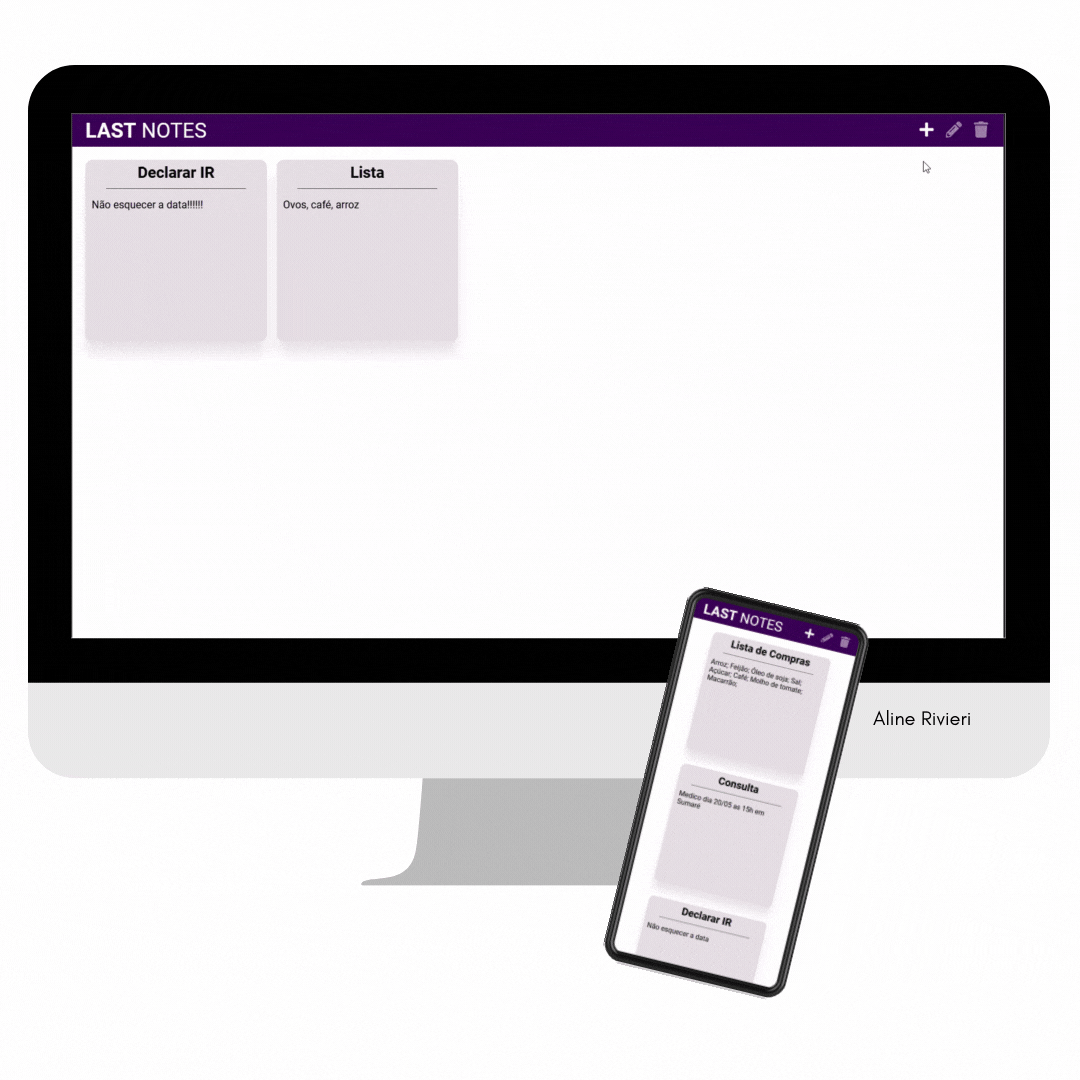 LAST NOTES
Declarar IR
Não esquecer a data!!!!!!
Lista
Ovos, café, arroz
LAST NOTES
Lista de Compras
Arroz; Feijão; Óleo de soja; Sal;
Açúcar; Café; Molho de tomate;
Macarrão;
Consulta
Medico dia 20/05 as 15h em
Sumaré
Declarar IR
Não esquecer a data
Aline Rivieri